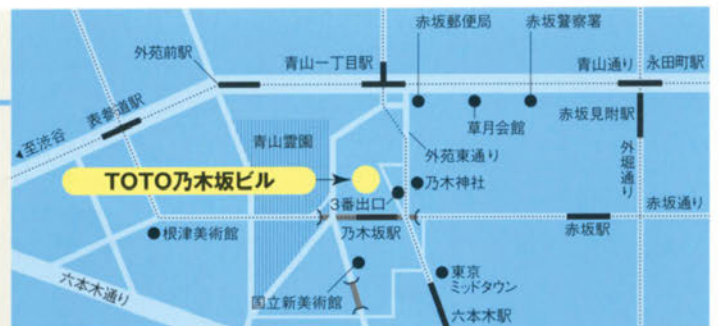 赤坂郵便局
赤坂警察署
外苑前駅
青山一丁目駅
青山通り
永田町駅
表参道駅
草月会館
赤坂見附駅
◀至渋谷
青山霊園
外苑東通り
外堀通り
TOTO乃木坂ビル
乃木神社
3番出口
赤坂通り
根津美術館
乃木坂駅
赤坂駅
六本木通り
国立新美術館
東京
ミッドタウン
六本木駅